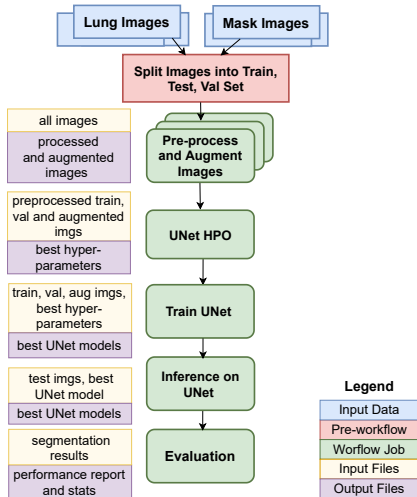 Lung Images
Mask Images
Split Images into Train,
Test, Val Set
all images
processed
and augmented
images
Pre-process
and Augment
Images
preprocessed train,
val and augmented
imgs
best hyper-
parameters
UNet HPO
train, val, aug imgs,
best hyper-
parameters
best UNet models
Train UNet
test imgs, best
UNet model
best UNet models
Inference on
UNet
segmentation
results
performance report
and stats
Evaluation
Legend
Input Data
Pre-workflow
Worflow Job
Input Files
Output Files